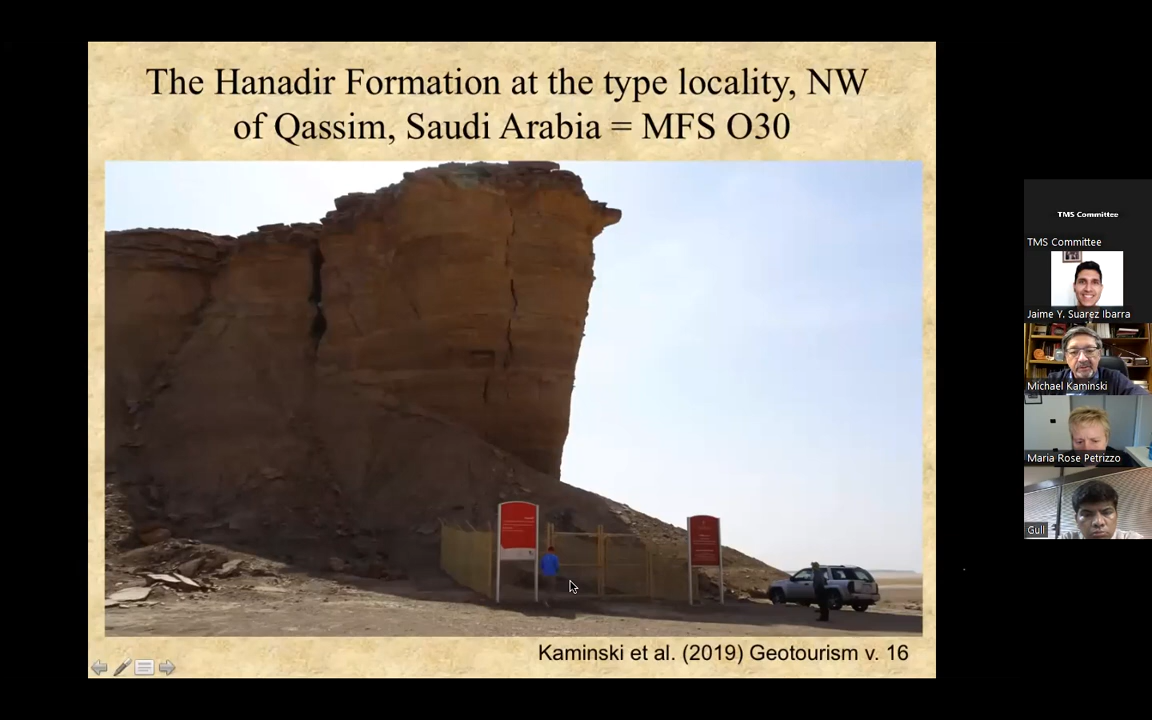 The Hanadir Formation at the type locality, NW
of Qassim, Saudi Arabia = MFS O30
Kaminski et al. (2019) Geotourism v. 16
TMS Committee
TMS Committee
Jaime Y. Suarez Ibarra
Michael Kaminski
Maria Rose Petrizzo
Gull